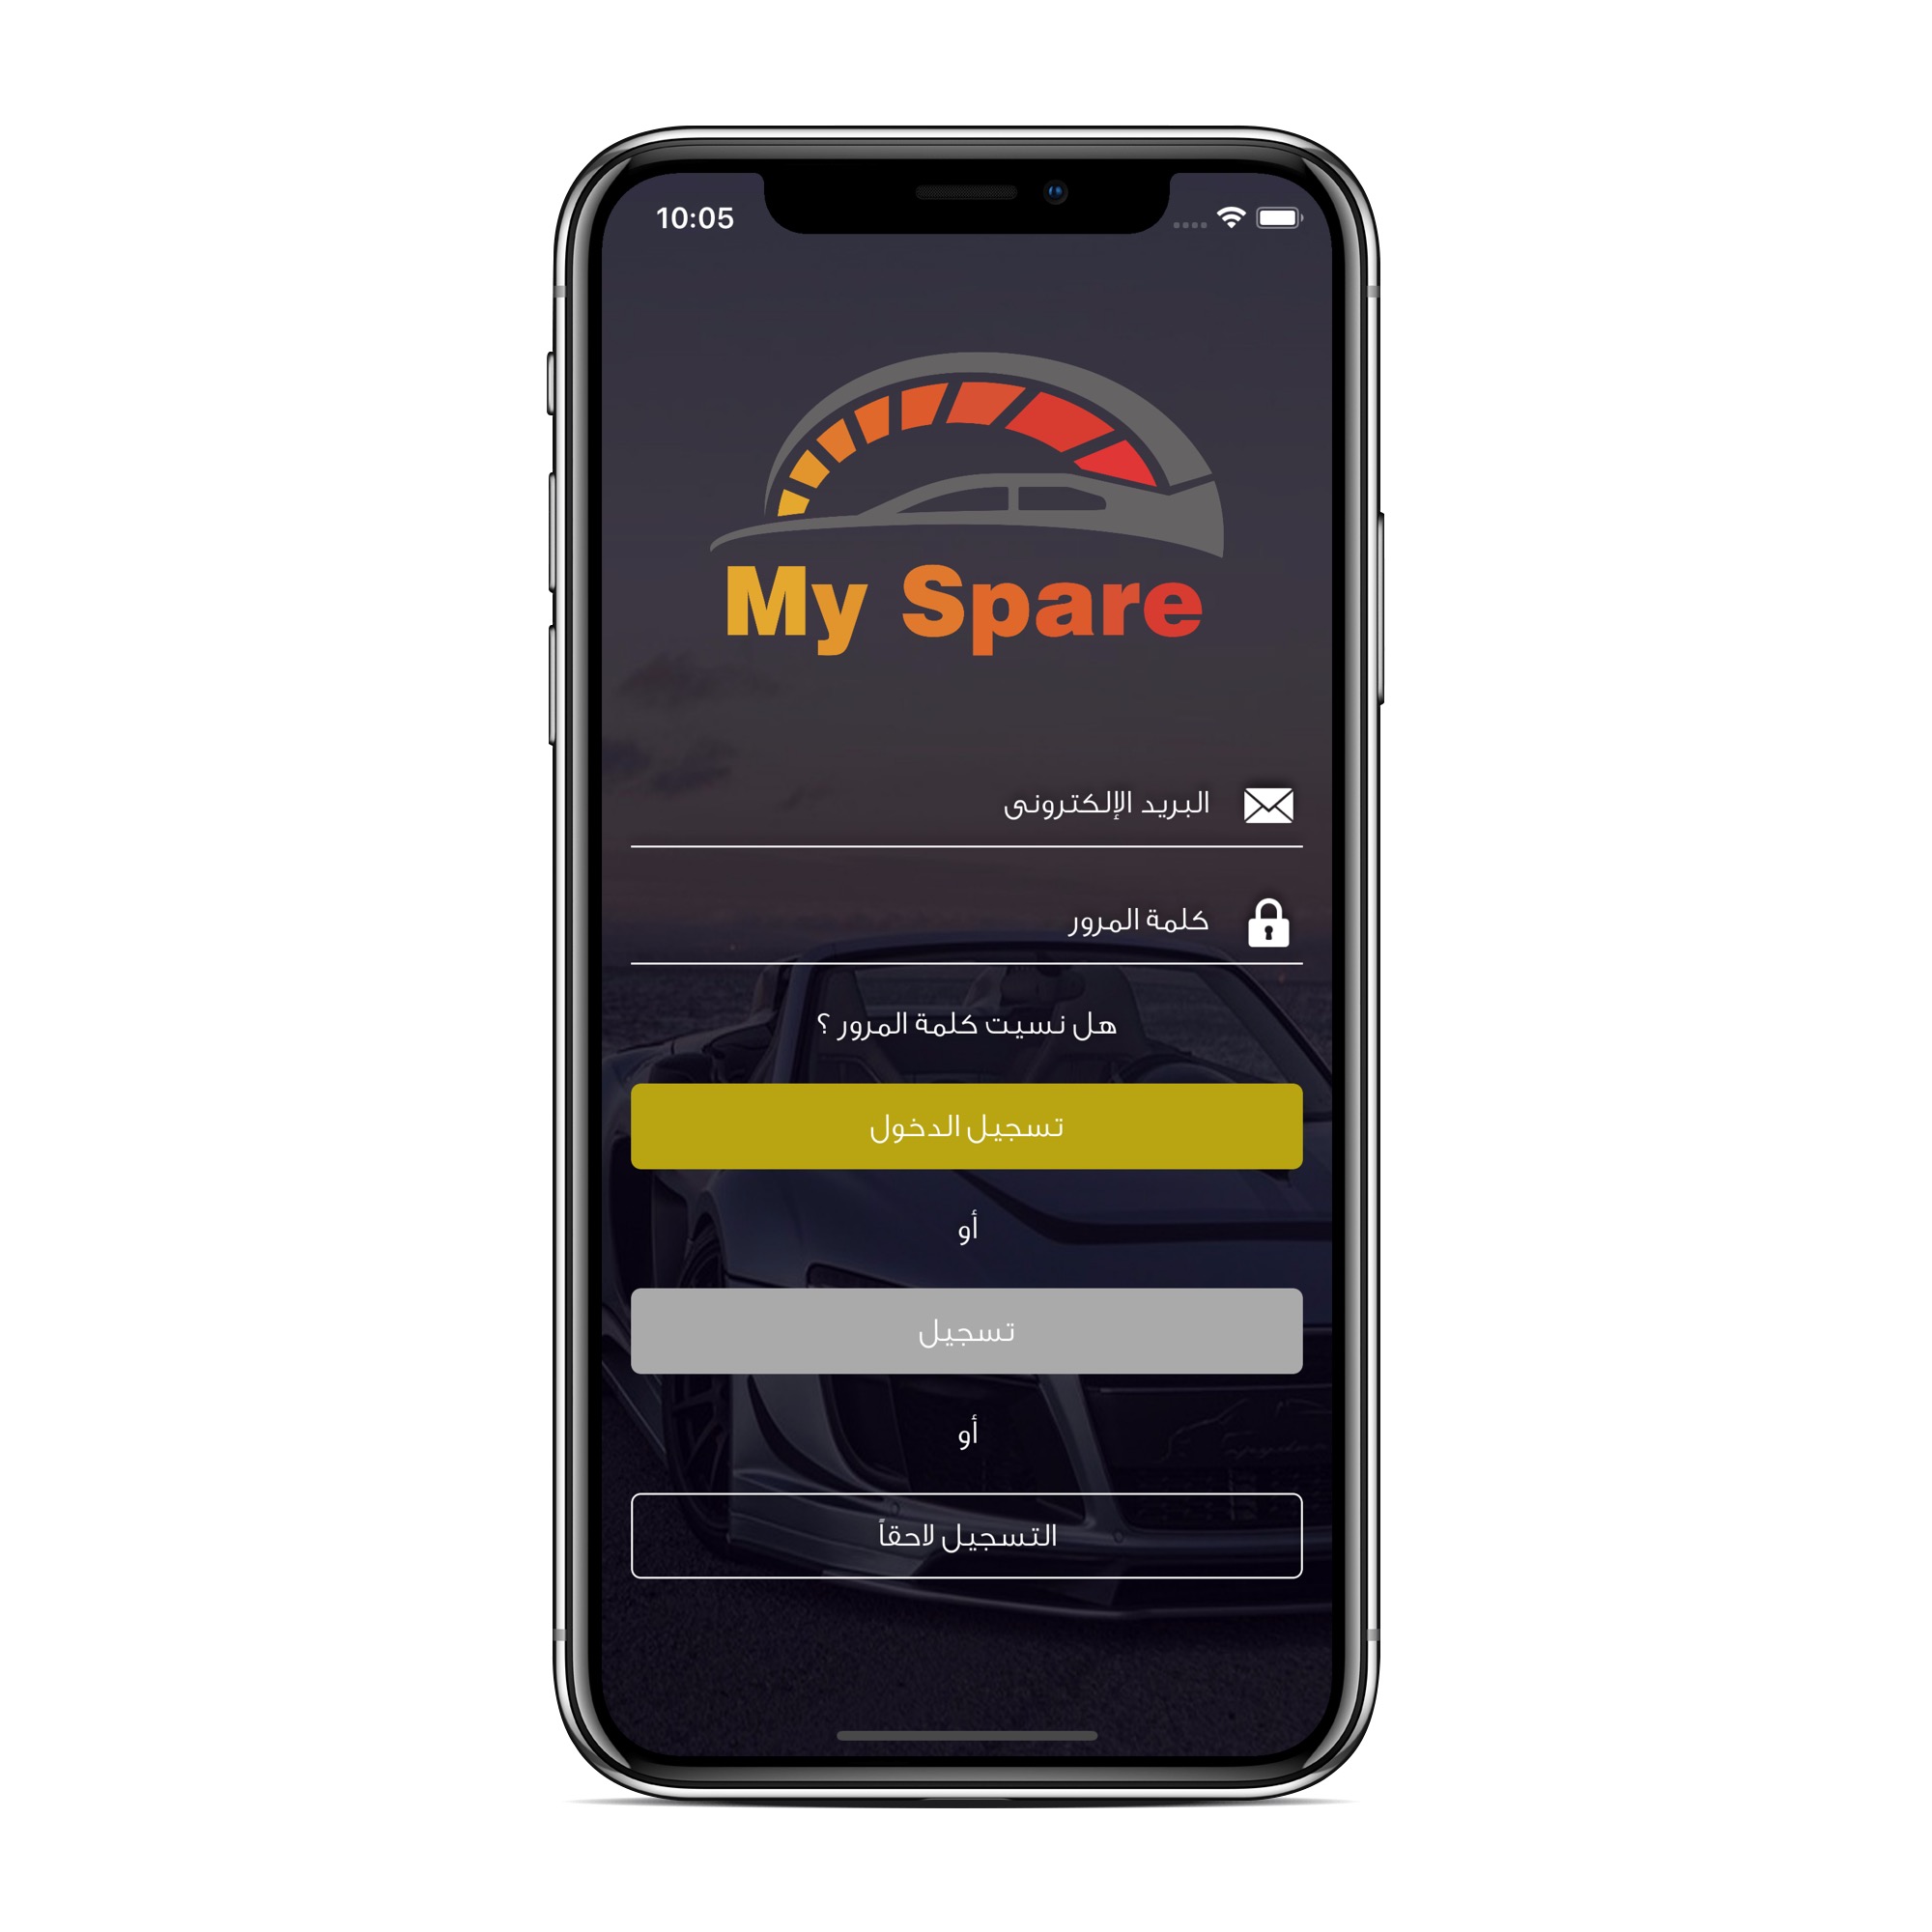 10:05
My Spare
البريد الإلكترونى
كلمة المرور
هل نسيت كلمة المرور ؟
تسجيل الدخول
أو
تسجيل
أو
التسجيل لاحقاً